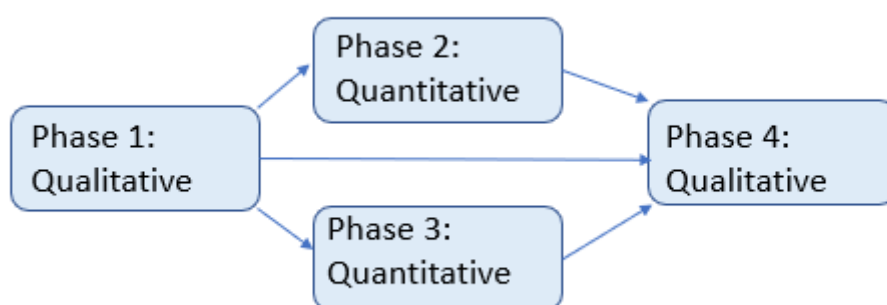 Phase 1:
Qualitative
Phase 2:
Quantitative
Phase 3:
Quantitative
Phase 4:
Qualitative